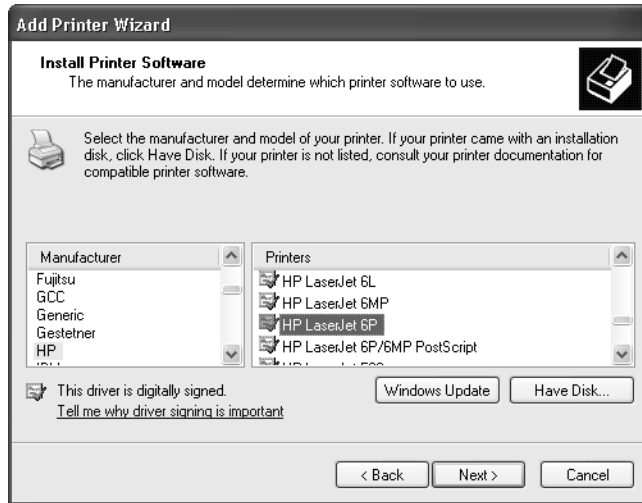 Add Printer Wizard
Install Printer Software
The manufacturer and model determine which printer software to use.
Select the manufacturer and model of your printer. If your printer came with an installation
disk, click Have Disk. If your printer is not listed, consult your printer documentation for
compatible printer software.
Manufacturer
Fujitsu
GCC
Generic
Gestetner
HP
Printers
HP LaserJet 6L
HP LaserJet 6MP
HP LaserJet 6P
HP LaserJet 6P/6MP PostScript
This driver is digitally signed.
Tell me why driver signing is important
Windows Update
Have Disk...
< Back
Next >
Cancel